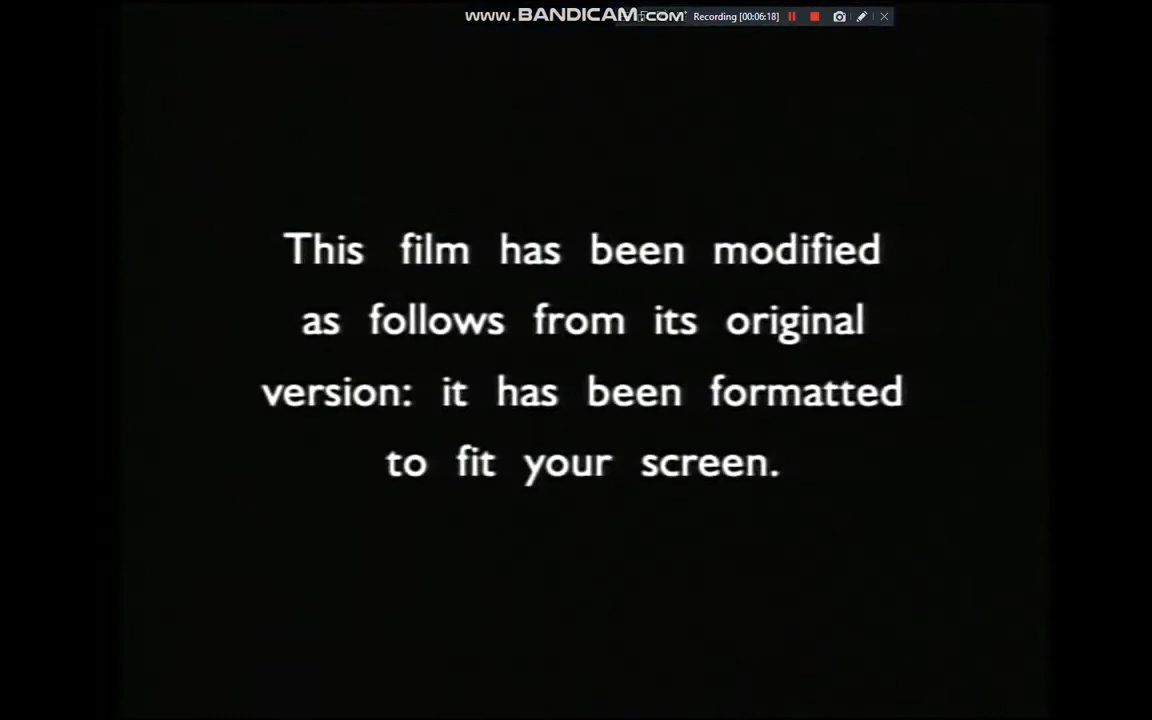 www.BANDICAM.COM Recording [00:06:18]
This film has been modified
as follows from its original
version: it has been formatted
to fit your screen.